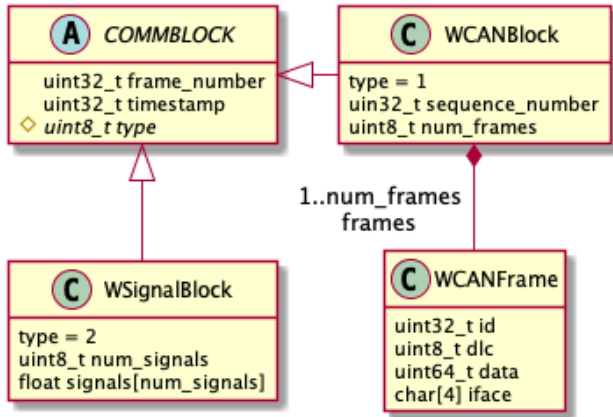 A COMMBLOCK
uint32_t frame_number
uint32_t timestamp
uint8_t type
C WCANBlock
type = 1
uin32_t sequence_number
uint8_t num_frames
1..num_frames
frames
C WSignalBlock
type = 2
uint8_t num_signals
float signals[num_signals]
C WCANFrame
uint32_t id
uint8_t dlc
uint64_t data
char[4] iface